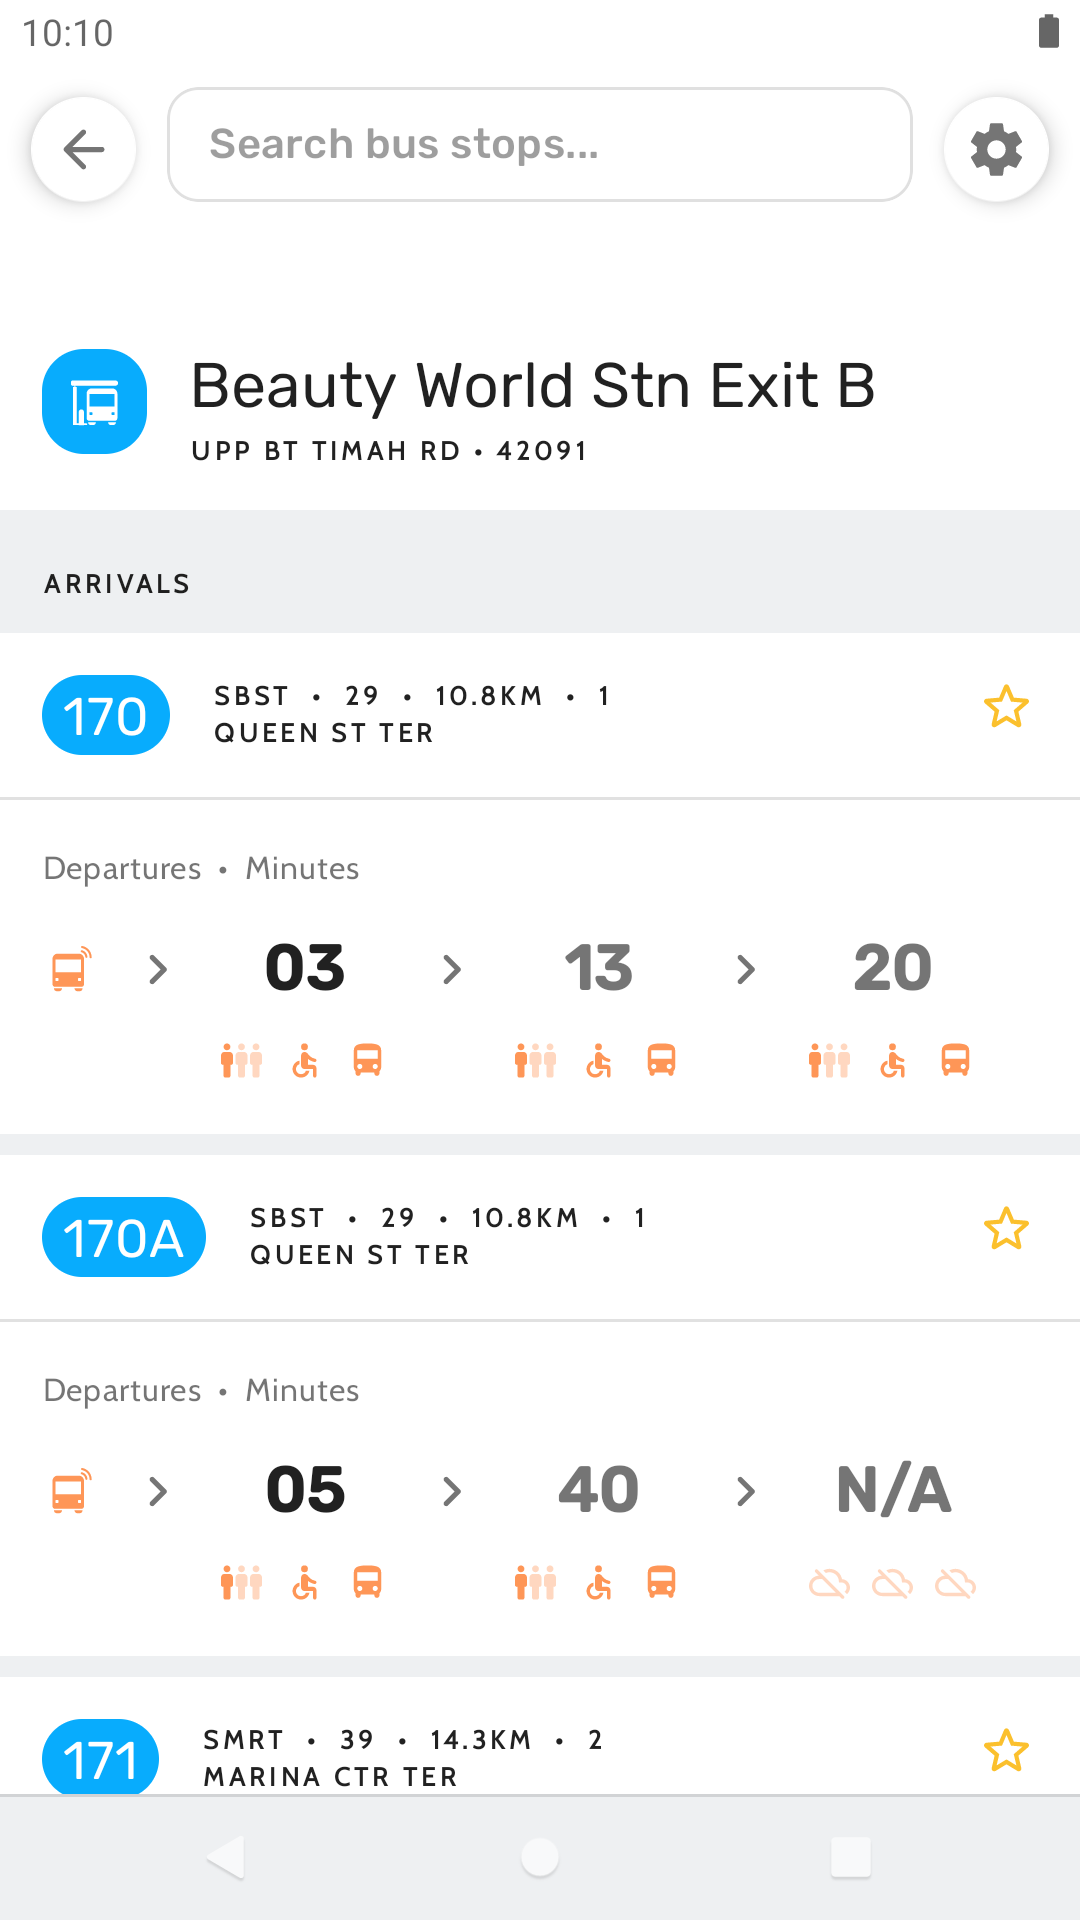 10:10
Search bus stops...
Beauty World Stn Exit B
UPP BT TIMAH RD • 42091
ARRIVALS
170
SBST • 29 • 10.8KM • 1
QUEEN ST TER
Departures • Minutes
03 13 20
170A
SBST • 29 • 10.8KM • 1
QUEEN ST TER
Departures • Minutes
05 40 N/A
171
SMRT • 39 • 14.3KM • 2
MARINA CTR TER